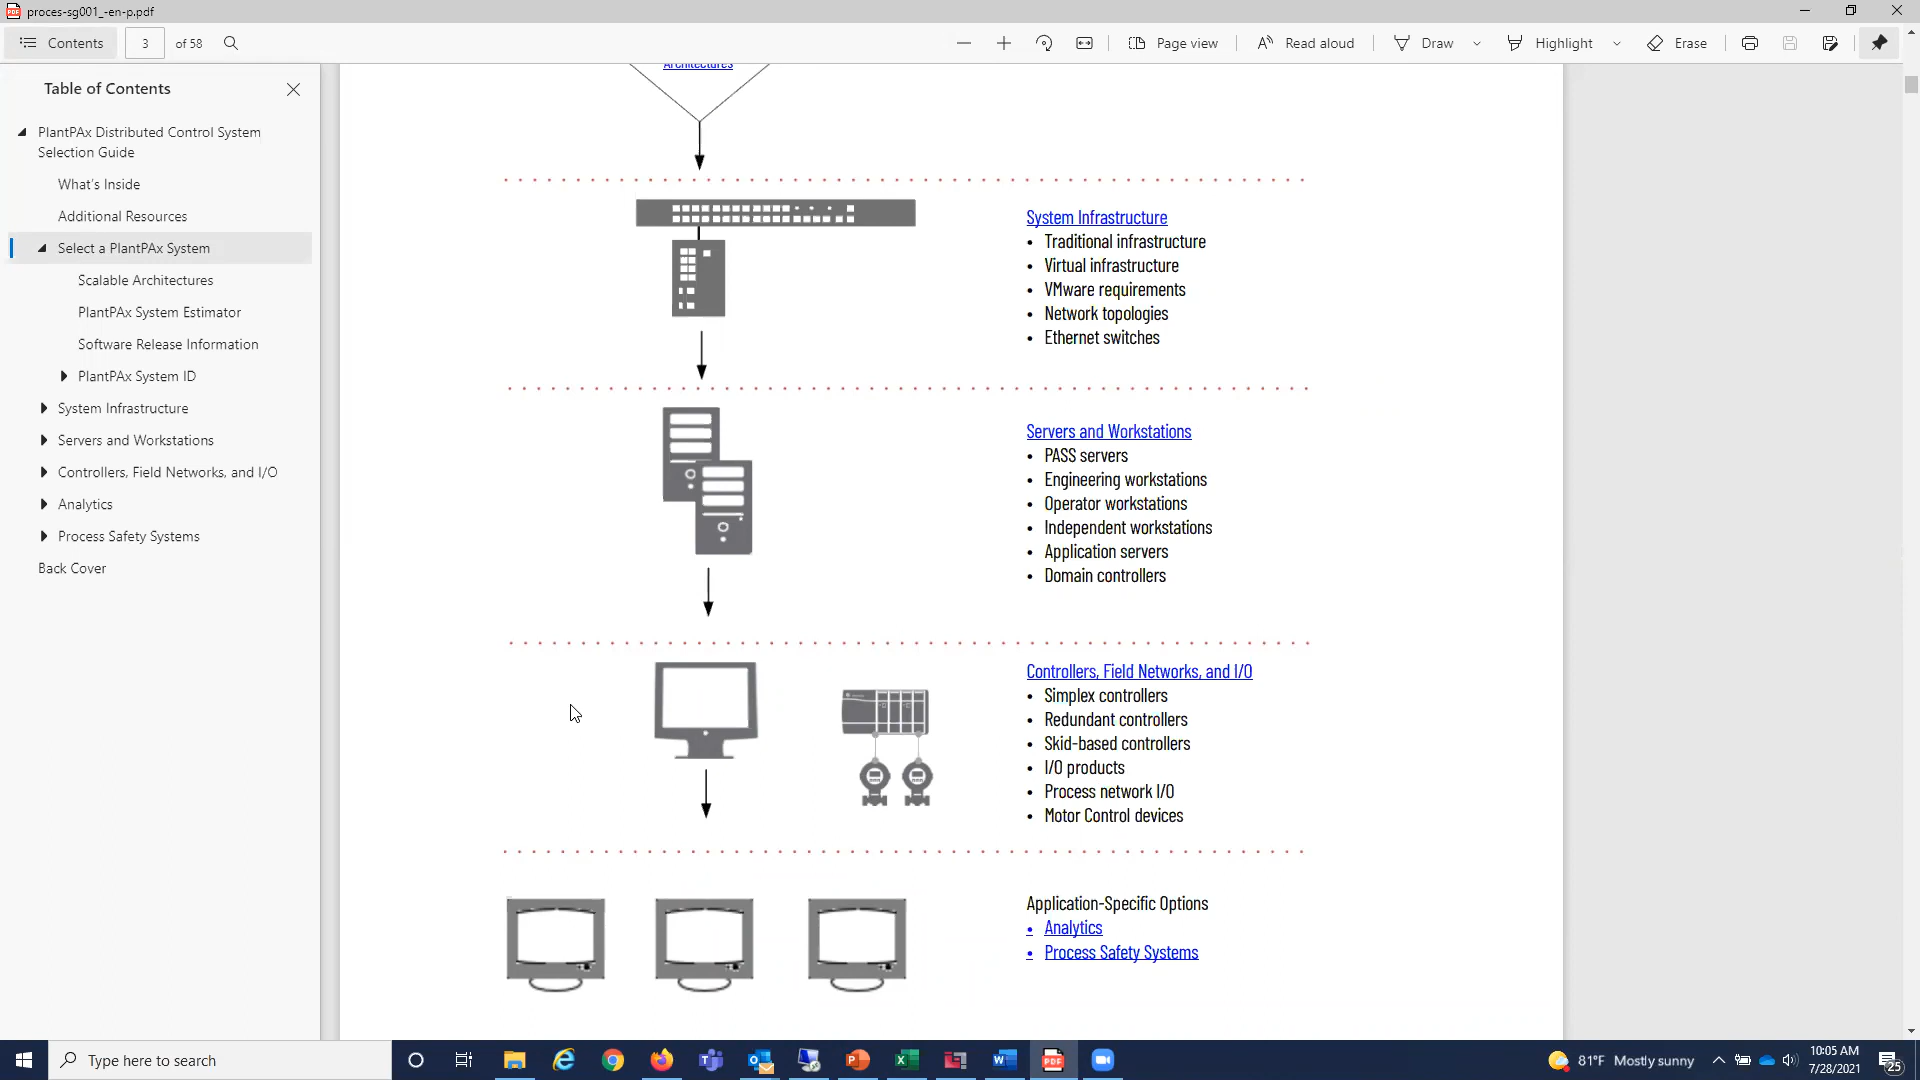 proces-sg001_-en-p.pdf
Contents
3
of 58
Page view
Read aloud
Draw
Highlight
Erase
Table of Contents
PlantPAx Distributed Control System
Selection Guide
What's Inside
Additional Resources
Select a PlantPAx System
Scalable Architectures
PlantPAx System Estimator
Software Release Information
PlantPAx System ID
System Infrastructure
Servers and Workstations
Controllers, Field Networks, and I/O
Analytics
Process Safety Systems
Back Cover
Architectures
System Infrastructure
• Traditional infrastructure
• Virtual infrastructure
• VMware requirements
• Network topologies
• Ethernet switches
Servers and Workstations
• PASS servers
• Engineering workstations
• Operator workstations
• Independent workstations
• Application servers
• Domain controllers
Controllers, Field Networks, and I/O
• Simplex controllers
• Redundant controllers
• Skid-based controllers
• I/O products
• Process network I/O
• Motor Control devices
Application-Specific Options
• Analytics
• Process Safety Systems
Type here to search
81°F Mostly sunny
10:05 AM
7/28/2021
25